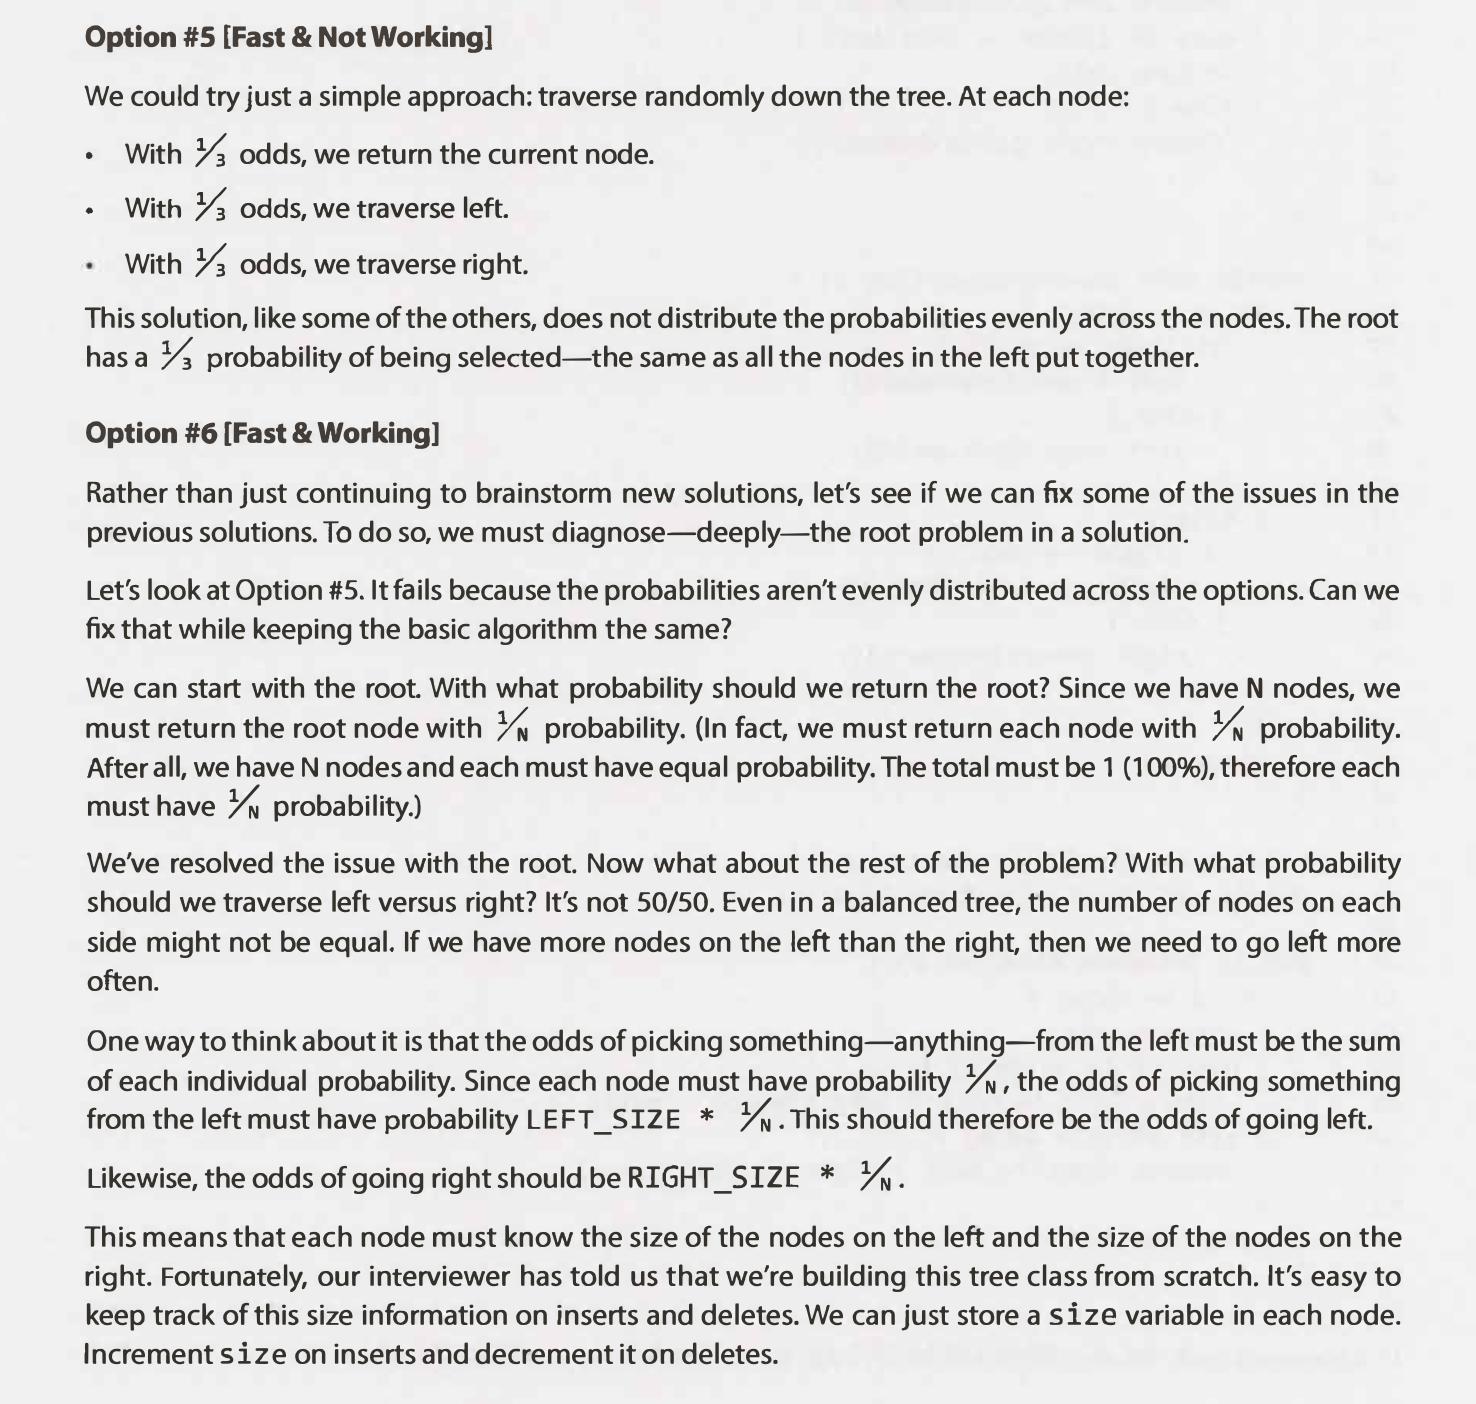 Option #5 [Fast & Not Working]
We could try just a simple approach: traverse randomly down the tree. At each node:
• With 1/3 odds, we return the current node.
• With 1/3 odds, we traverse left.
• With 1/3 odds, we traverse right.
This solution, like some of the others, does not distribute the probabilities evenly across the nodes. The root
has a 1/3 probability of being selected—the same as all the nodes in the left put together.
Option #6 [Fast & Working]
Rather than just continuing to brainstorm new solutions, let's see if we can fix some of the issues in the
previous solutions. To do so, we must diagnose—deeply—the root problem in a solution.
Let's look at Option #5. It fails because the probabilities aren't evenly distributed across the options. Can we
fix that while keeping the basic algorithm the same?
We can start with the root. With what probability should we return the root? Since we have N nodes, we
must return the root node with 1/N probability. (In fact, we must return each node with 1/N probability.
After all, we have N nodes and each must have equal probability. The total must be 1 (100%), therefore each
must have 1/N probability.)
We've resolved the issue with the root. Now what about the rest of the problem? With what probability
should we traverse left versus right? It's not 50/50. Even in a balanced tree, the number of nodes on each
side might not be equal. If we have more nodes on the left than the right, then we need to go left more
often.
One way to think about it is that the odds of picking something—anything—from the left must be the sum
of each individual probability. Since each node must have probability 1/N, the odds of picking something
from the left must have probability LEFT_SIZE * 1/N. This should therefore be the odds of going left.
Likewise, the odds of going right should be RIGHT_SIZE * 1/N.
This means that each node must know the size of the nodes on the left and the size of the nodes on the
right. Fortunately, our interviewer has told us that we're building this tree class from scratch. It's easy to
keep track of this size information on inserts and deletes. We can just store a size variable in each node.
Increment size on inserts and decrement it on deletes.